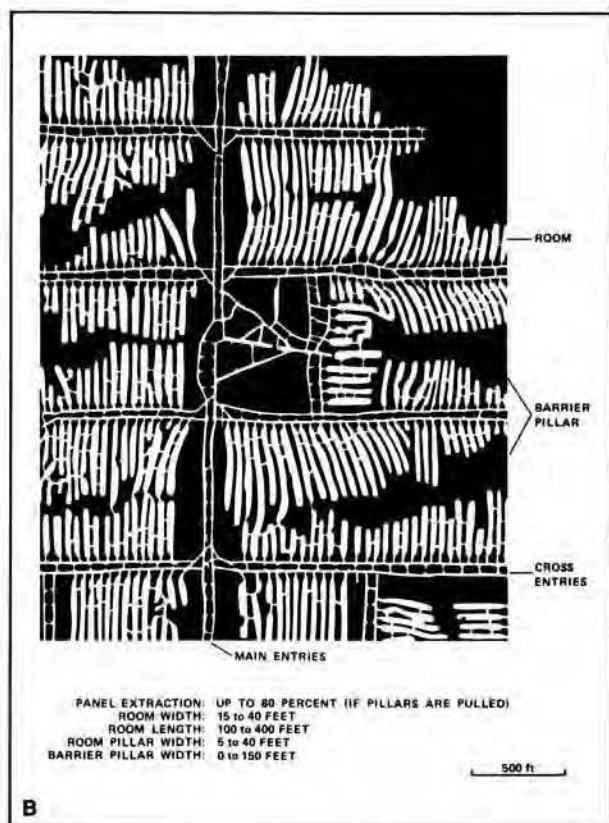 ROOM
BARRIER
PILLAR
CROSS
ENTRIES
MAIN ENTRIES
PANEL EXTRACTION: UP TO 80 PERCENT (IF PILLARS ARE PULLED)
ROOM WIDTH: 15 to 40 FEET
ROOM LENGTH: 100 to 400 FEET
ROOM PILLAR WIDTH: 5 to 40 FEET
BARRIER PILLAR WIDTH: 0 to 150 FEET
500 ft
B